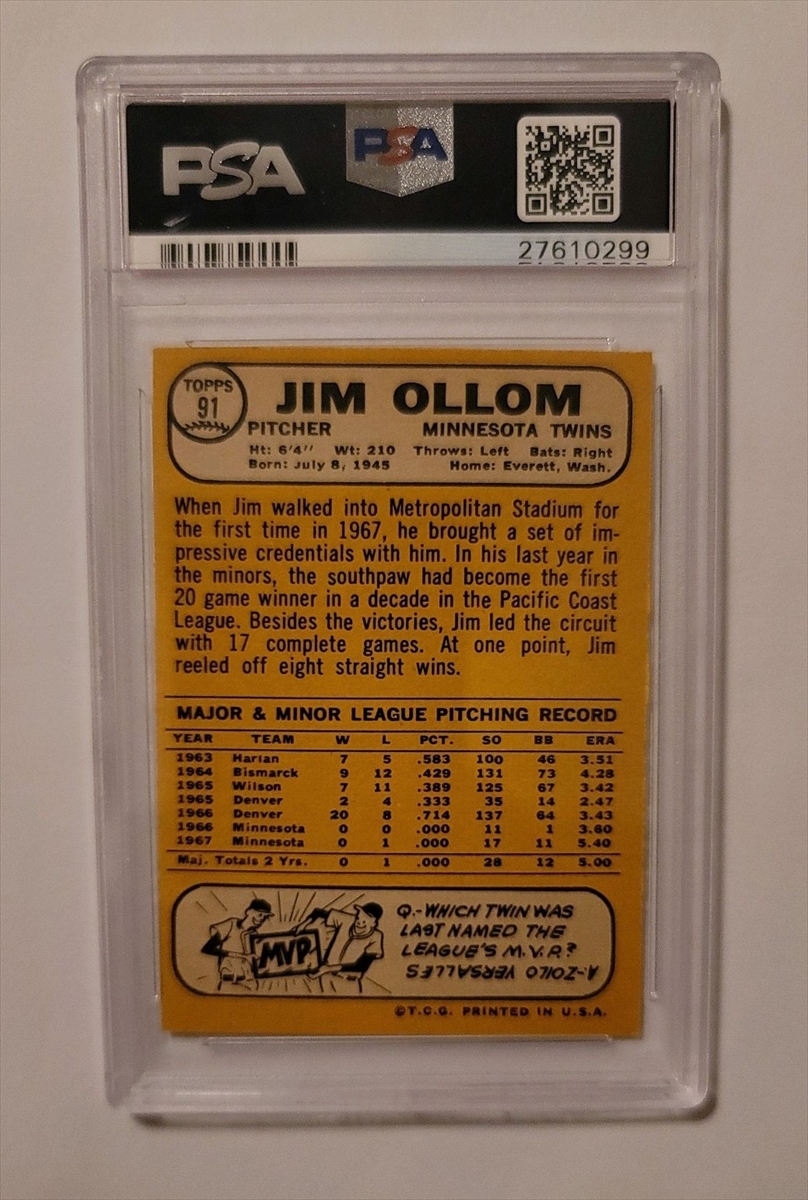 PSA
PSA
27610299
TOPPS
91
JIM OLLOM
PITCHER MINNESOTA TWINS
Ht: 6'4" Wt: 210 Throws: Left Bats: Right
Born: July 8, 1945 Home: Everett, Wash.
When Jim walked into Metropolitan Stadium for
the first time in 1967, he brought a set of im-
pressive credentials with him. In his last year in
the minors, the southpaw had become the first
20 game winner in a decade in the Pacific Coast
League. Besides the victories, Jim led the circuit
with 17 complete games. At one point, Jim
reeled off eight straight wins.
MAJOR & MINOR LEAGUE PITCHING RECORD
YEAR TEAM W L PCT. SO BB ERA
1963 Harlan 7 5 .583 100 46 3.51
1964 Bismarck 9 12 .429 131 73 4.28
1965 Wilson 7 11 .389 125 67 3.42
1965 Denver 2 4 .333 35 14 2.47
1966 Denver 20 8 .714 137 64 3.43
1966 Minnesota 0 0 .000 11 1 3.60
1967 Minnesota 0 1 .000 17 11 5.40
Maj. Totals 2 Yrs. 0 1 .000 28 12 5.00
MVP
Q.-WHICH TWIN WAS
LAST NAMED THE
LEAGUE'S M.V.P.?
A.-ZOILO VERSALLES
©T.C.G. PRINTED IN U.S.A.